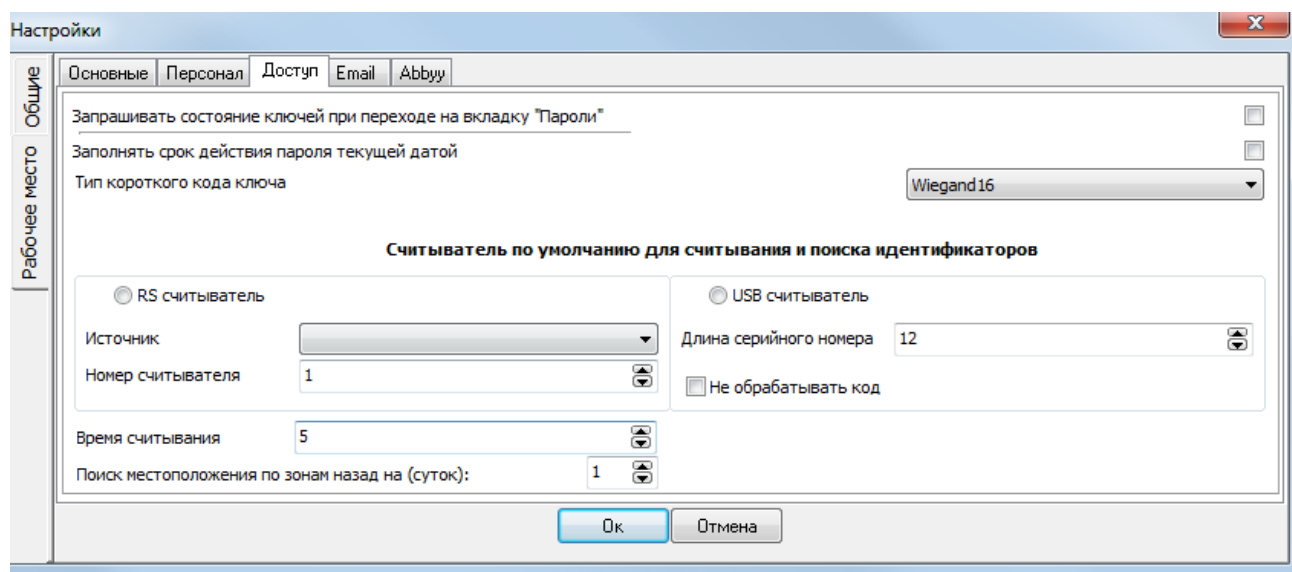 Настройки
Общие
Рабочее место
Основные Персонал Доступ Email Abbyy
Запрашивать состояние ключей при переходе на вкладку "Пароли"
Заполнять срок действия пароля текущей датой
Тип короткого кода ключа Wiegand16
Считыватель по умолчанию для считывания и поиска идентификаторов
RS считыватель USB считыватель
Источник Длина серийного номера 12
Номер считывателя 1 Не обрабатывать код
Время считывания 5
Поиск местоположения по зонам назад на (суток): 1
Ок Отмена